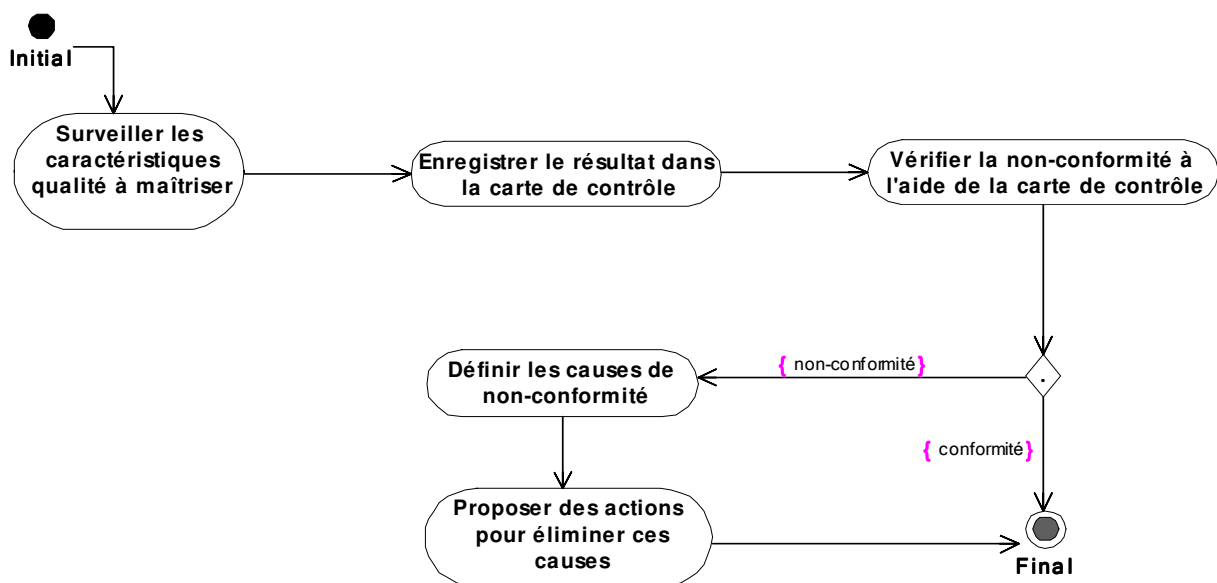 Initial
Surveiller les
caractéristiques
qualité à maîtriser
Enregistrer le résultat dans
la carte de contrôle
Vérifier la non-conformité à
l'aide de la carte de contrôle
{ non-conformité}
.
Définir les causes de
non-conformité
{ conformité}
Proposer des actions
pour éliminer ces
causes
Final